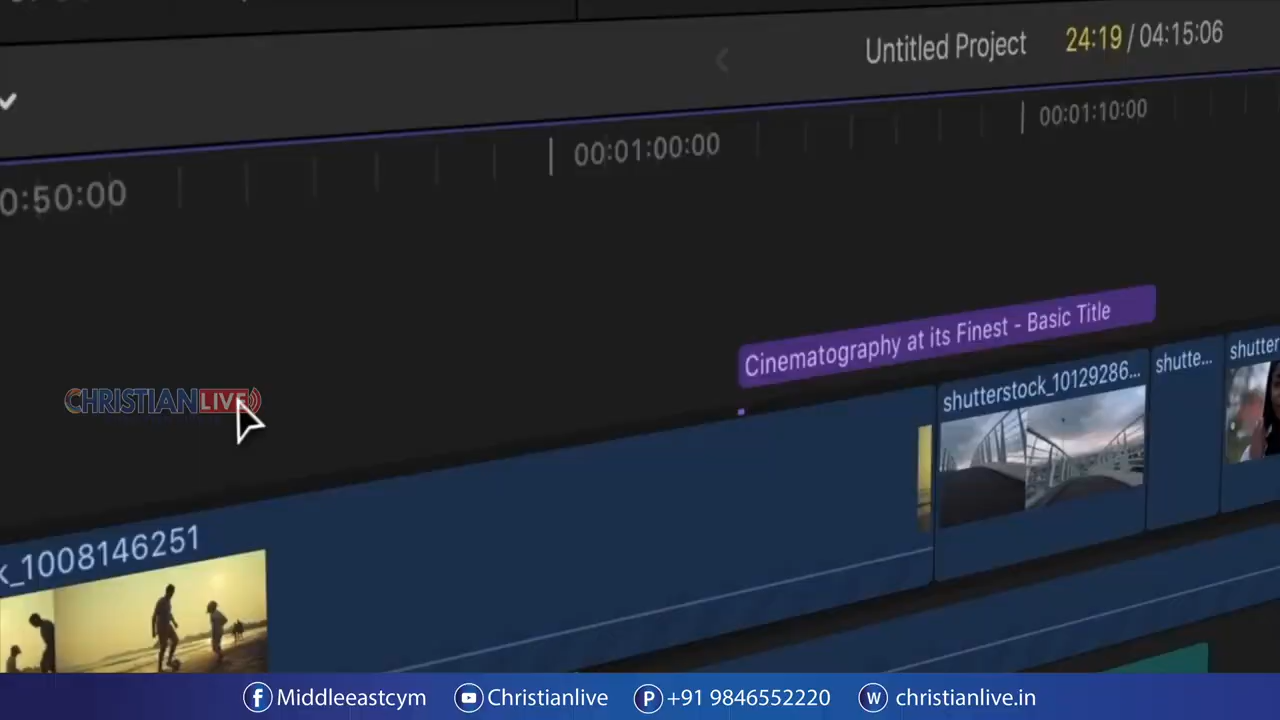 Untitled Project 24:19 / 04:15:06
0:50:00 00:01:00:00 00:01:10:00
Cinematography at its Finest - Basic Title
shutterstock_10129286... shutte... shutter
CHRISTIANLIVE
k_1008146251
Middleeastcym Christianlive P +91 9846552220 W christianlive.in